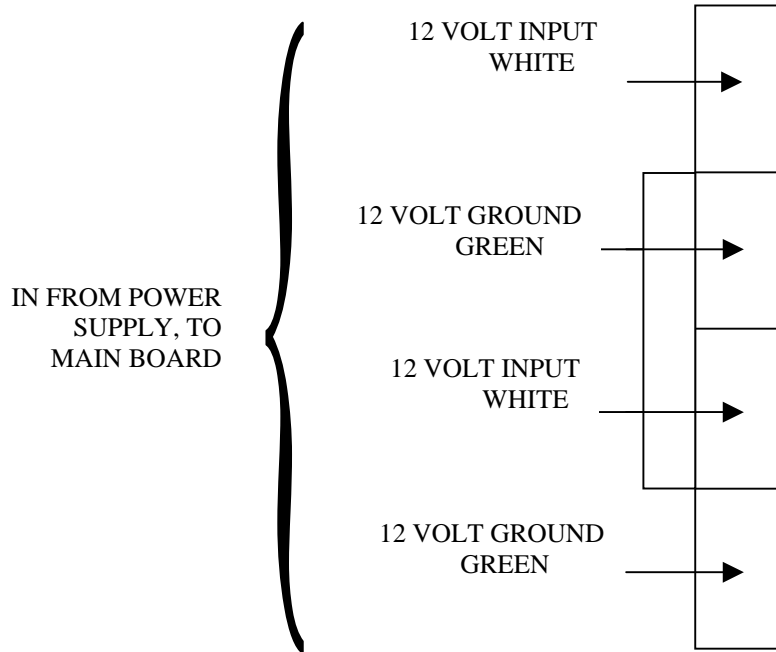 12 VOLT INPUT
WHITE
12 VOLT GROUND
GREEN
IN FROM POWER
SUPPLY, TO
MAIN BOARD
12 VOLT INPUT
WHITE
12 VOLT GROUND
GREEN